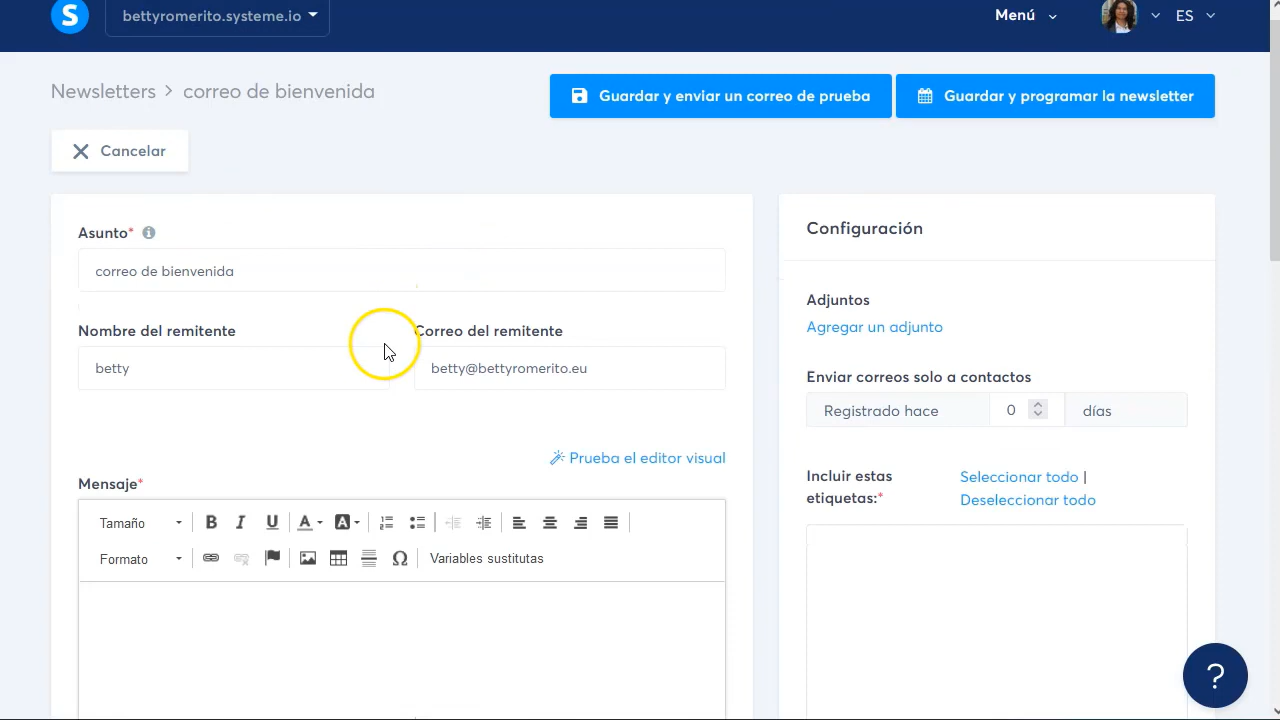 S bettyromerito.systeme.io Menú ES
Newsletters > correo de bienvenida
Guardar y enviar un correo de prueba
Guardar y programar la newsletter
Cancelar
Asunto*
correo de bienvenida
Nombre del remitente
Correo del remitente
betty
betty@bettyromerito.eu
Prueba el editor visual
Mensaje*
Tamaño B I U A A
Formato Ω Variables sustitutas
Configuración
Adjuntos
Agregar un adjunto
Enviar correos solo a contactos
Registrado hace 0 días
Incluir estas
etiquetas:*
Seleccionar todo |
Deseleccionar todo
?